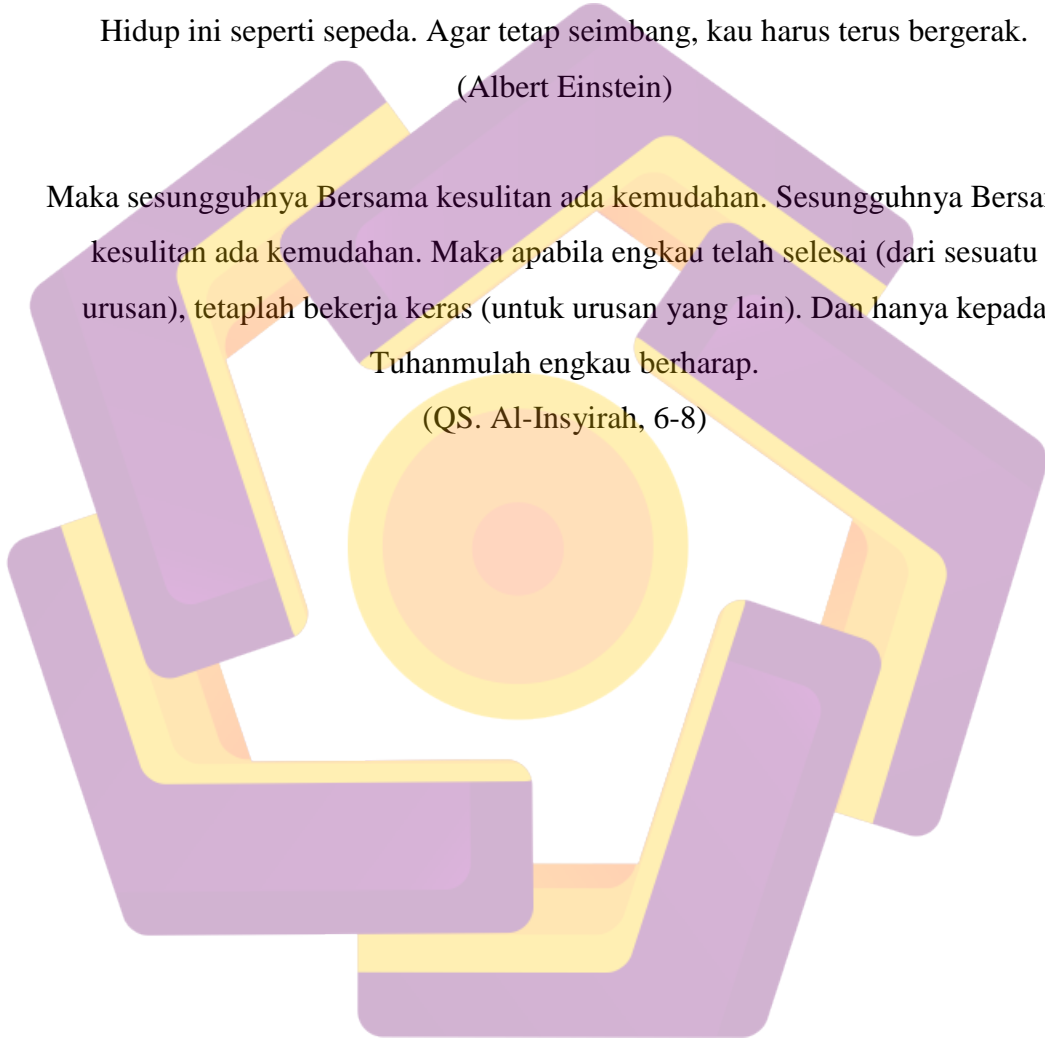 Hidup ini seperti sepeda. Agar tetap seimbang, kau harus terus bergerak.
(Albert Einstein)
Maka sesungguhnya Bersama kesulitan ada kemudahan. Sesungguhnya Bersa
kesulitan ada kemudahan. Maka apabila engkau telah selesai (dari sesuatu
urusan), tetaplah bekerja keras (untuk urusan yang lain). Dan hanya kepada
Tuhanmulah engkau berharap.
(QS. Al-Insyirah, 6-8)